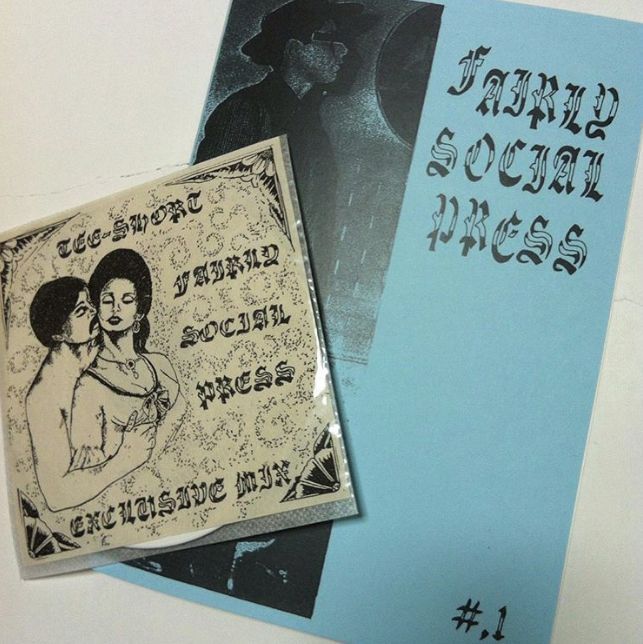 FAIRLY
SOCIAL
PRESS
#.1
TEE-SHORT
FAIRLY
SOCIAL
PRESS
EXCLUSIVE MIX